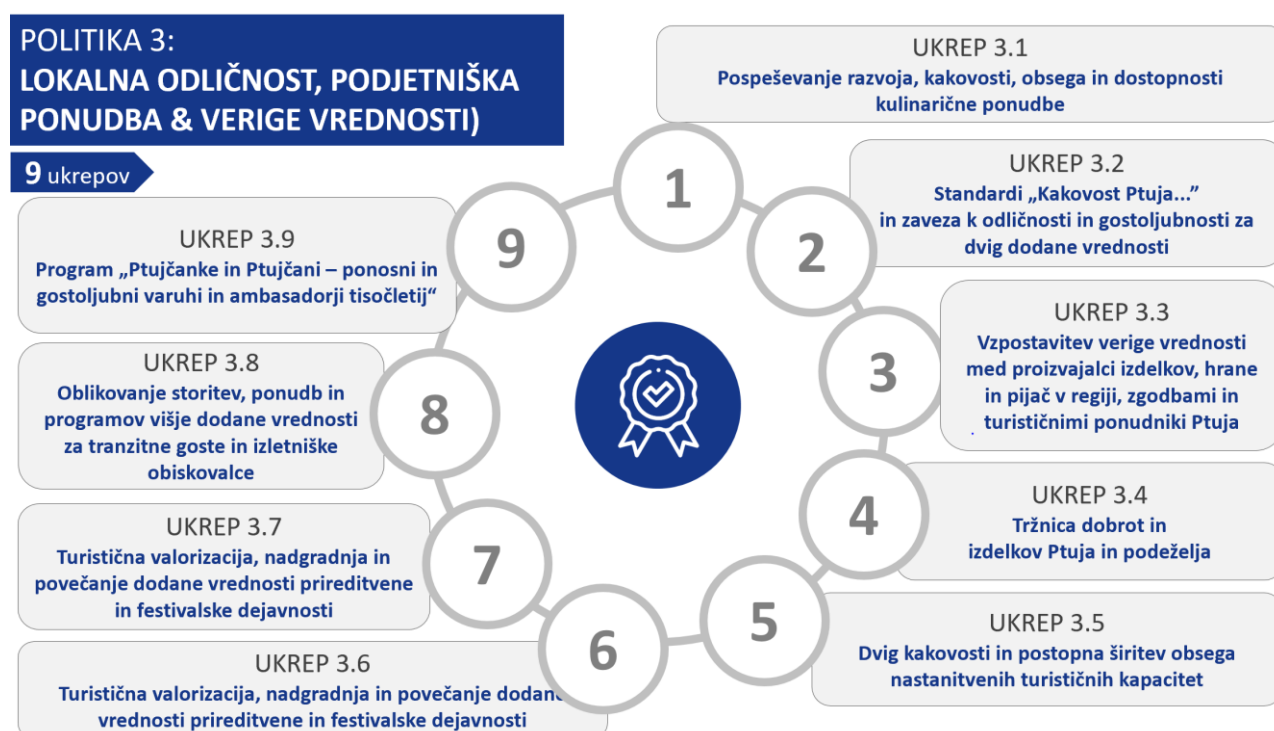 POLITIKA 3:
LOKALNA ODLIČNOST, PODJETNIŠKA
PONUDBA & VERIGE VREDNOSTI)
9 ukrepov
UKREP 3.1
Pospeševanje razvoja, kakovosti, obsega in dostopnosti
kulinarične ponudbe
UKREP 3.2
Standardi „Kakovost Ptuja...”
in zaveza k odličnosti in gostoljubnosti za
dvig dodane vrednosti
UKREP 3.3
Vzpostavitev verige vrednosti
med proizvajalci izdelkov, hrane
in pijač v regiji, zgodbami in
turističnimi ponudniki Ptuja
UKREP 3.4
Tržnica dobrot in
izdelkov Ptuja in podeželja
UKREP 3.5
Dvig kakovosti in postopna širitev obsega
nastanitvenih turističnih kapacitet
UKREP 3.6
Turistična valorizacija, nadgradnja in povečanje dodane
vrednosti prireditvene in festivalske dejavnosti
UKREP 3.7
Turistična valorizacija, nadgradnja in
povečanje dodane vrednosti prireditvene
in festivalske dejavnosti
UKREP 3.8
Oblikovanje storitev, ponudb in
programov višje dodane vrednosti
za tranzitne goste in izletniške
obiskovalce
UKREP 3.9
Program „Ptujčanke in Ptujčani – ponosni in
gostoljubni varuhi in ambasadorji tisočletij“
1
2
3
4
5
6
7
8
9